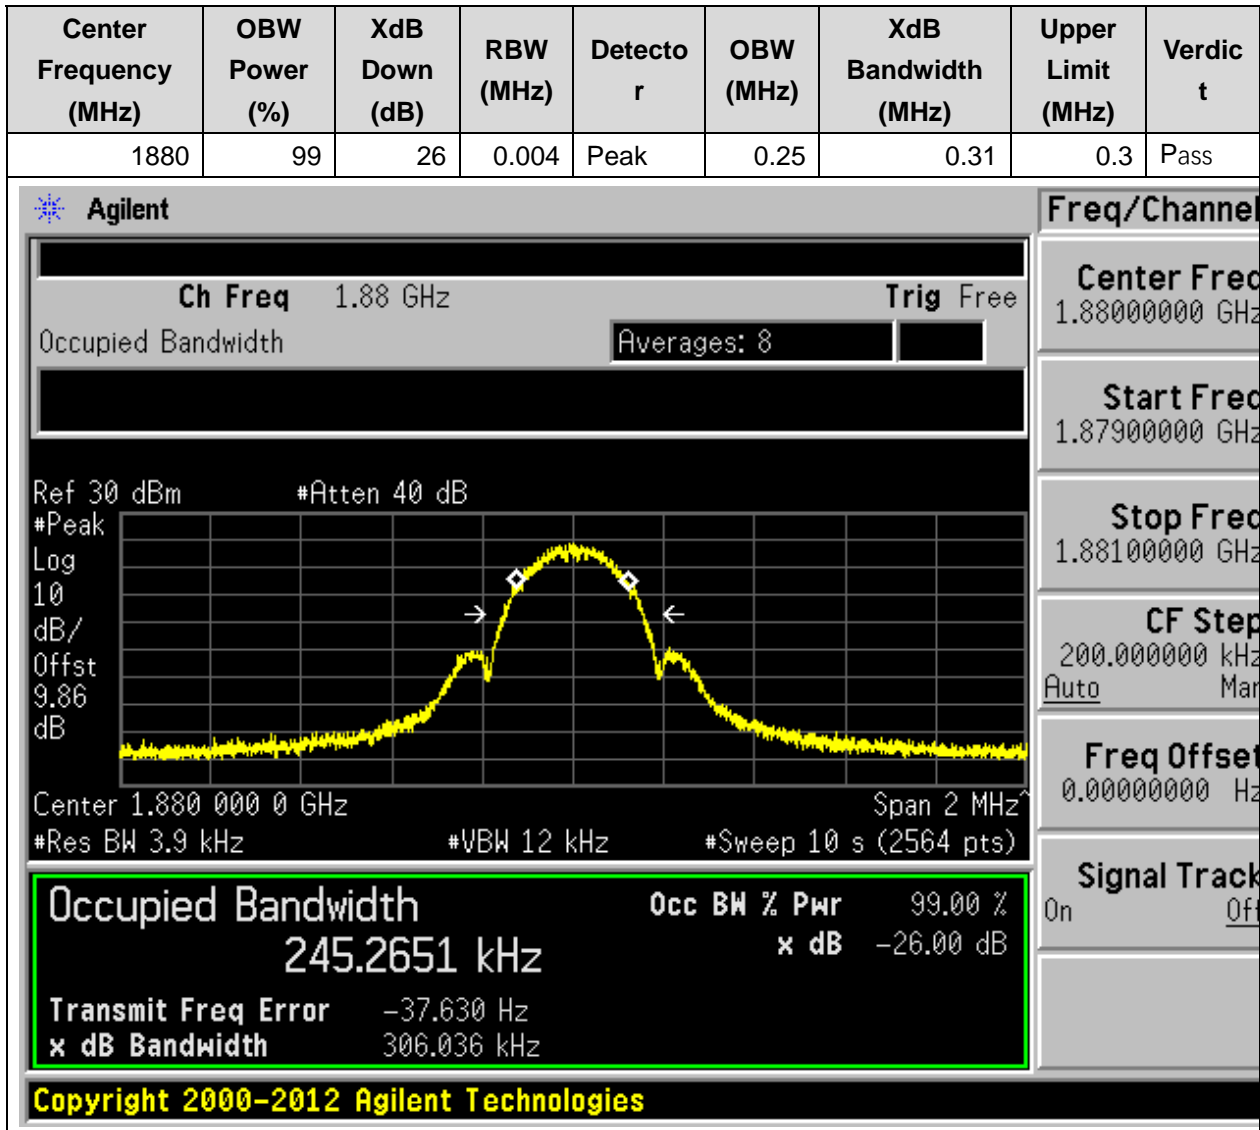 Center Frequency (MHz) OBW Power (%) XdB Down (dB) RBW (MHz) Detecto r OBW (MHz) XdB Bandwidth (MHz) Upper Limit (MHz) Verdic t
1880 99 26 0.004 Peak 0.25 0.31 0.3 Pass
Agilent
Freq/Channel
Ch Freq 1.88 GHz Trig Free
Occupied Bandwidth Averages: 8
Center Freq
1.88000000 GHz
Start Freq
1.87900000 GHz
Stop Freq
1.88100000 GHz
CF Step
200.000000 kHz
Auto Man
Freq Offset
0.00000000 Hz
Signal Track
On Off
Ref 30 dBm #Atten 40 dB
#Peak
Log
10
dB/
Offst
9.86
dB
Center 1.880 000 0 GHz Span 2 MHz^
#Res BW 3.9 kHz #VBW 12 kHz #Sweep 10 s (2564 pts)
Occupied Bandwidth Occ BW % Pwr 99.00 %
245.2651 kHz x dB -26.00 dB
Transmit Freq Error -37.630 Hz
x dB Bandwidth 306.036 kHz
Copyright 2000-2012 Agilent Technologies